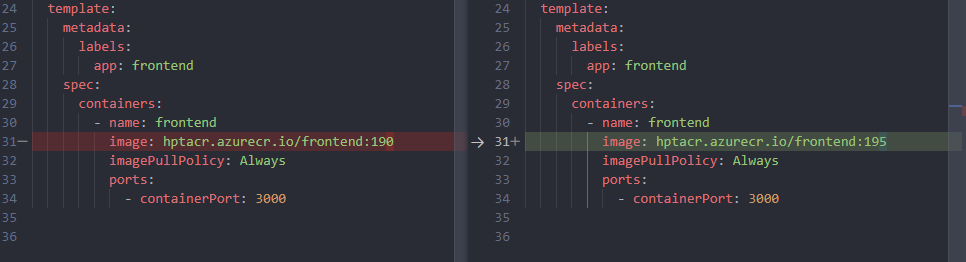 24 template:
25 metadata:
26 labels:
27 app: frontend
28 spec:
29 containers:
30 - name: frontend
31− image: hptacr.azurecr.io/frontend:190
32 imagePullPolicy: Always
33 ports:
34 - containerPort: 3000
35
36
24 template:
25 metadata:
26 labels:
27 app: frontend
28 spec:
29 containers:
30 - name: frontend
→ 31+ image: hptacr.azurecr.io/frontend:195
32 imagePullPolicy: Always
33 ports:
34 - containerPort: 3000
35
36